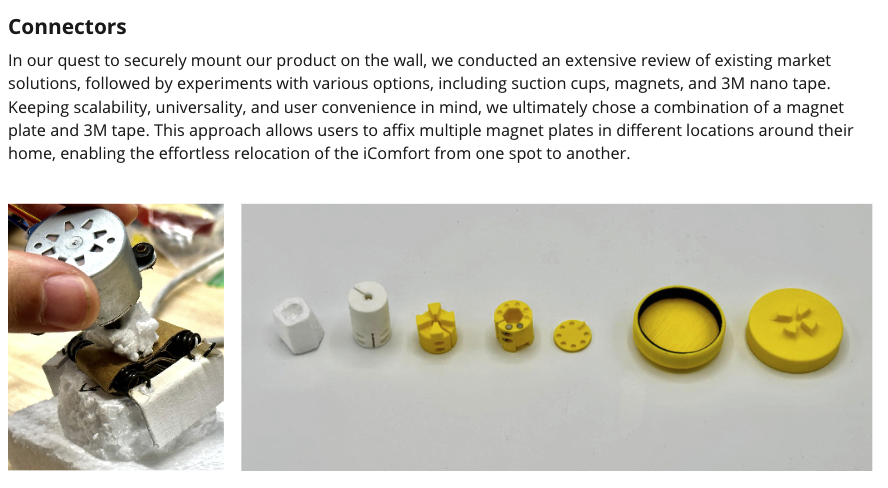 Connectors
In our quest to securely mount our product on the wall, we conducted an extensive review of existing market
solutions, followed by experiments with various options, including suction cups, magnets, and 3M nano tape.
Keeping scalability, universality, and user convenience in mind, we ultimately chose a combination of a magnet
plate and 3M tape. This approach allows users to affix multiple magnet plates in different locations around their
home, enabling the effortless relocation of the iComfort from one spot to another.